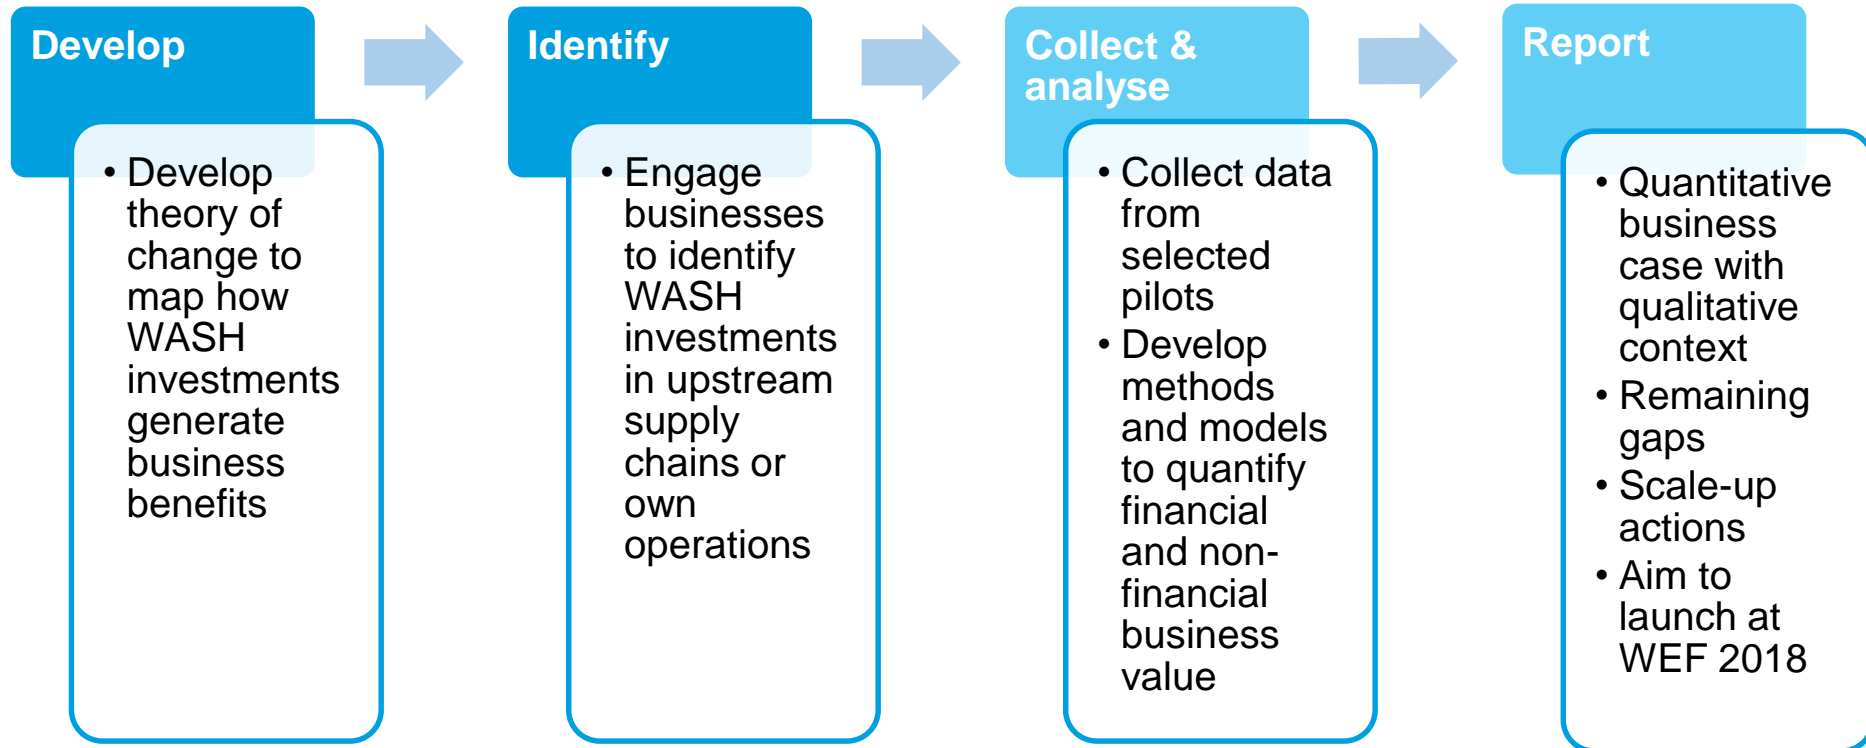 Develop
• Develop
theory of
change to
map how
WASH
investments
generate
business
benefits
Identify
• Engage
businesses
to identify
WASH
investments
in upstream
supply
chains or
own
operations
Collect &
analyse
• Collect data
from
selected
pilots
• Develop
methods
and models
to quantify
financial
and non-
financial
business
value
Report
• Quantitative
business
case with
qualitative
context
• Remaining
gaps
• Scale-up
actions
• Aim to
launch at
WEF 2018